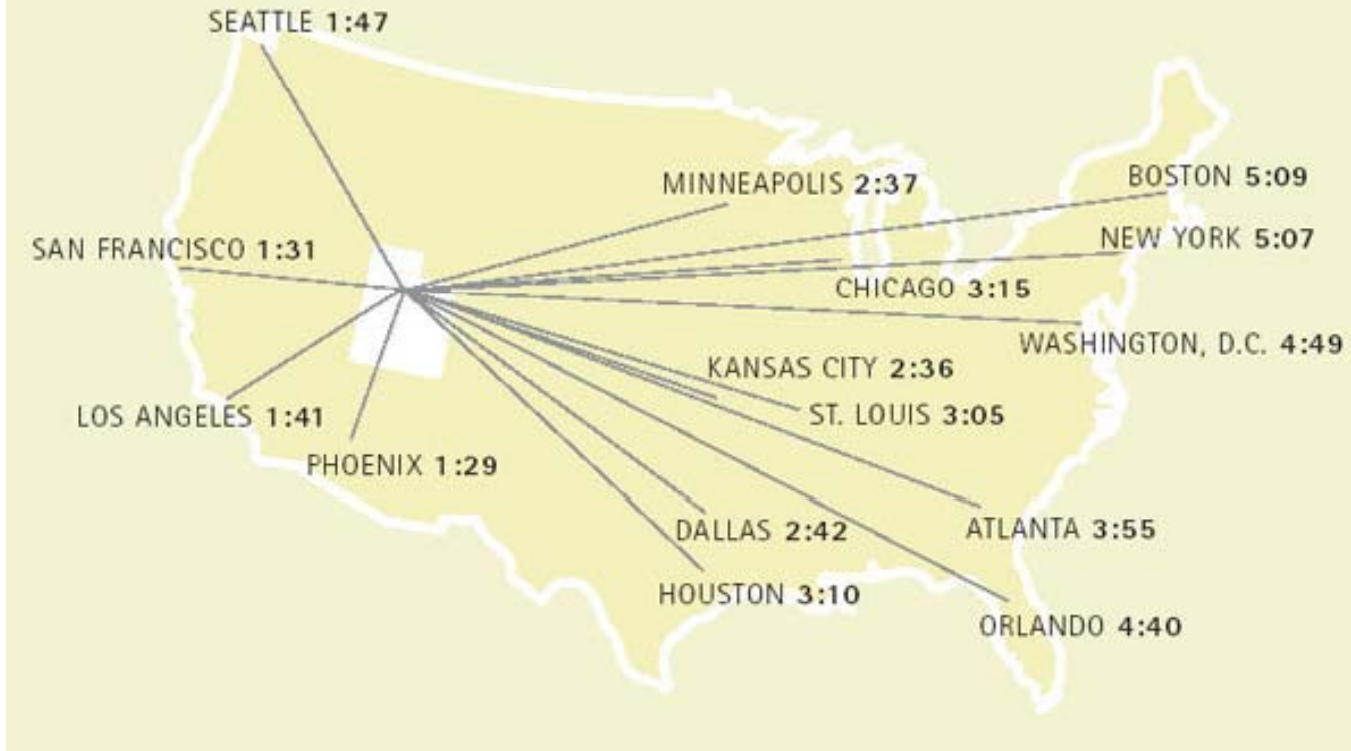 SEATTLE 1:47
MINNEAPOLIS 2:37
BOSTON 5:09
SAN FRANCISCO 1:31
NEW YORK 5:07
CHICAGO 3:15
WASHINGTON, D.C. 4:49
KANSAS CITY 2:36
LOS ANGELES 1:41
ST. LOUIS 3:05
PHOENIX 1:29
DALLAS 2:42
ATLANTA 3:55
HOUSTON 3:10
ORLANDO 4:40